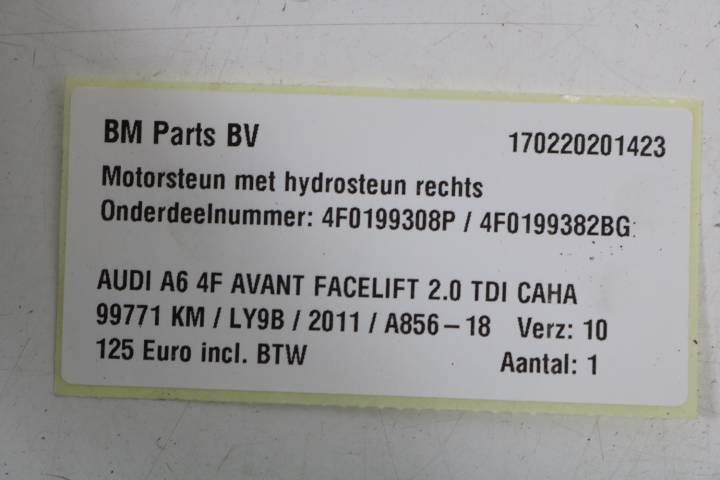 BM Parts BV 170220201423
Motorsteun met hydrosteun rechts
Onderdeelnummer: 4F0199308P / 4F0199382BG
AUDI A6 4F AVANT FACELIFT 2.0 TDI CAHA
99771 KM / LY9B / 2011 / A856-18 Verz: 10
125 Euro incl. BTW Aantal: 1